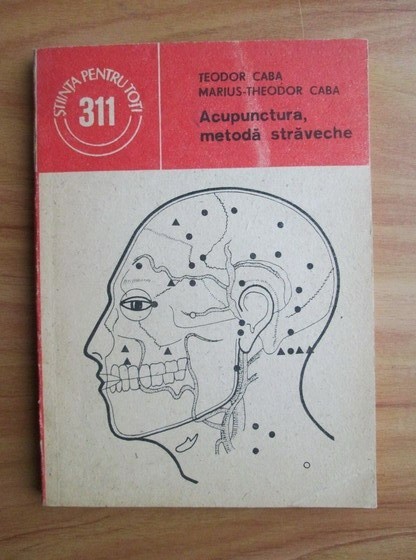 ȘTIINȚA PENTRU TOȚI
311
TEODOR CABA
MARIUS-THEODOR CABA
Acupunctura,
metodă străveche